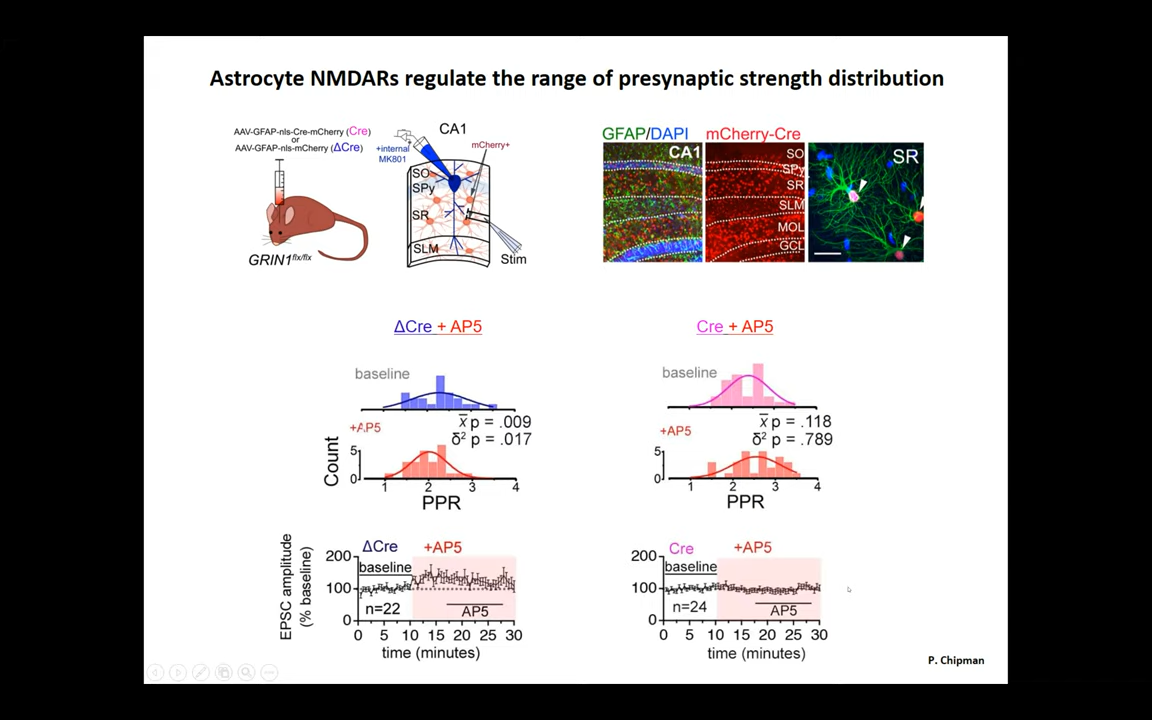 Astrocyte NMDARs regulate the range of presynaptic strength distribution
AAV-GFAP-nls-Cre-mCherry (Cre)
or
AAV-GFAP-nls-mCherry (ΔCre)
GRIN1flx/flx
CA1
+internal
MK801
mCherry+
SO
SPy
SR
SLM
Stim
GFAP/DAPI
mCherry-Cre
CA1
SO
SPy
SR
SLM
MOL
GCL
SR
ΔCre + AP5
baseline
x̄ p = .009
δ² p = .017
+AP5
Count
5
0
1 2 3 4
PPR
Cre + AP5
baseline
x̄ p = .118
δ² p = .789
+AP5
5
0
1 2 3 4
PPR
EPSC amplitude
(% baseline)
ΔCre +AP5
200
baseline
100
n=22
AP5
0
0 5 10 15 20 25 30
time (minutes)
Cre +AP5
200
baseline
100
n=24
AP5
0
0 5 10 15 20 25 30
time (minutes)
P. Chipman